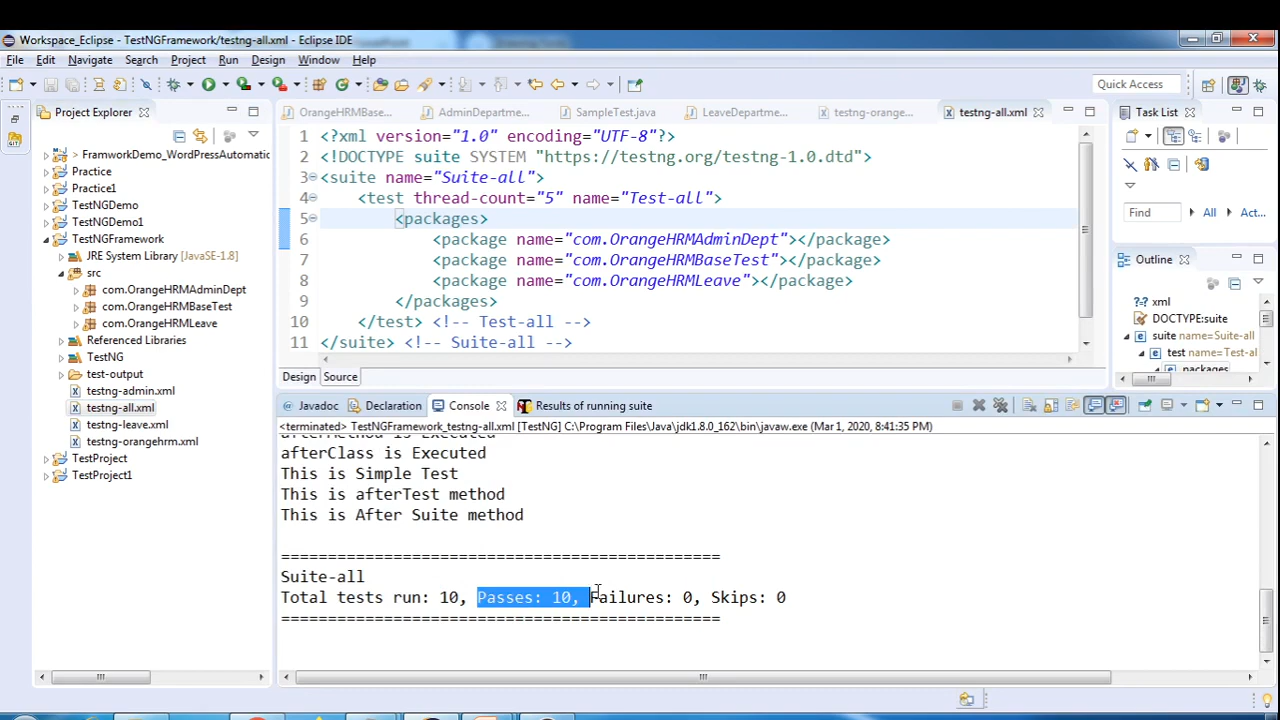 Workspace_Eclipse - TestNGFramework/testng-all.xml - Eclipse IDE
File Edit Navigate Search Project Run Design Window Help
Quick Access
Project Explorer
> FramworkDemo_WordPressAutomatic
Practice
Practice1
TestNGDemo
TestNGDemo1
TestNGFramework
JRE System Library [JavaSE-1.8]
src
com.OrangeHRMAdminDept
com.OrangeHRMBaseTest
com.OrangeHRMLeave
Referenced Libraries
TestNG
test-output
testng-admin.xml
testng-all.xml
testng-leave.xml
testng-orangehrm.xml
TestProject
TestProject1
OrangeHRMBase... AdminDepartme... SampleTest.java LeaveDepartme... testng-orange... testng-all.xml
1 <?xml version="1.0" encoding="UTF-8"?>
2 <!DOCTYPE suite SYSTEM "https://testng.org/testng-1.0.dtd">
3 <suite name="Suite-all">
4 <test thread-count="5" name="Test-all">
5 <packages>
6 <package name="com.OrangeHRMAdminDept"></package>
7 <package name="com.OrangeHRMBaseTest"></package>
8 <package name="com.OrangeHRMLeave"></package>
9 </packages>
10 </test> <!-- Test-all -->
11 </suite> <!-- Suite-all -->
Design Source
Task List
Find All Act...
Outline
xml
DOCTYPE:suite
suite name=Suite-all
test name=Test-al
packages
Javadoc Declaration Console Results of running suite
<terminated> TestNGFramework_testng-all.xml [TestNG] C:\Program Files\Java\jdk1.8.0_162\bin\javaw.exe (Mar 1, 2020, 8:41:35 PM)
afterMethod is Executed
afterClass is Executed
This is Simple Test
This is afterTest method
This is After Suite method
===============================================
Suite-all
Total tests run: 10, Passes: 10, Failures: 0, Skips: 0
===============================================